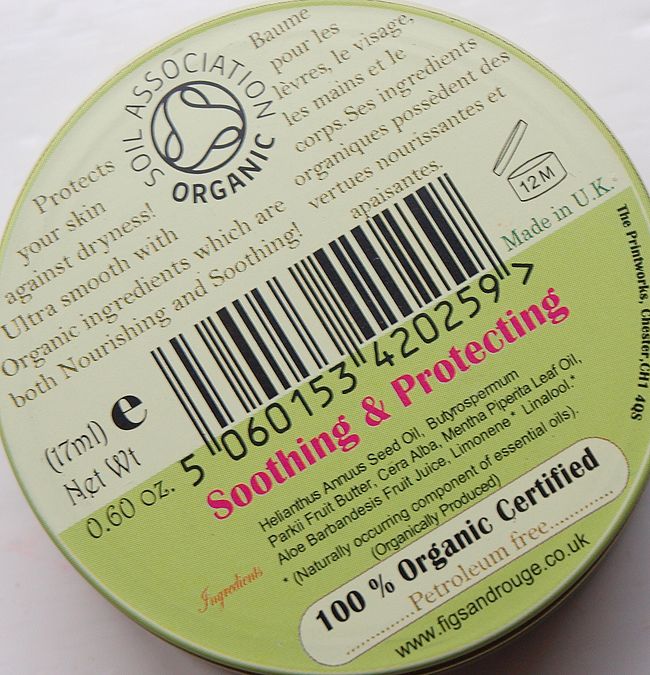 SOIL ASSOCIATION
ORGANIC
Baume
pour les
lèvres, le visage,
les mains et le
corps.Ses ingredients
organiques possèdent des
vertues nourissantes et
apaisantes.
Protects
your skin
against dryness!
Ultra smooth with
Organic ingredients which are
both Nourishing and Soothing!
12M
Made in U.K.
The Printworks, Chester,CH1 4QS
5 060153 420259 >
(17ml) e
Net Wt
0.60 oz.
Soothing & Protecting
Ingredients
Helianthus Annuus Seed Oil, Butyrospermum
Parkii Fruit Butter, Cera Alba, Mentha Piperita Leaf Oil,
Aloe Barbandesis Fruit Juice, Limonene* Linalool.*
* (Naturally occurring component of essential oils).
(Organically Produced)
100 % Organic Certified
Petroleum free
www.figsandrouge.co.uk